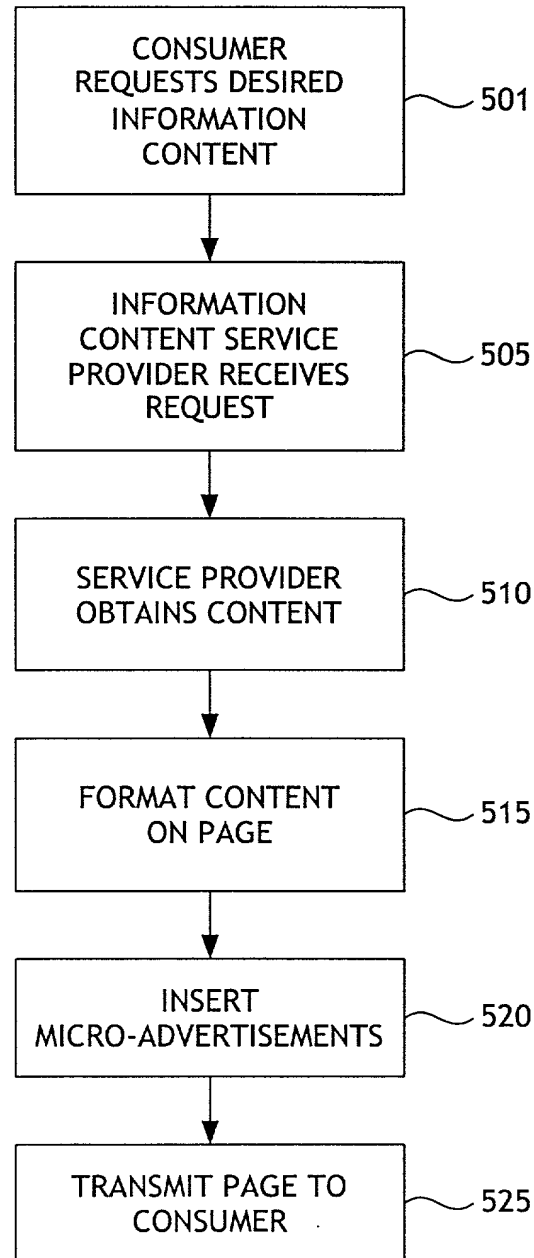 CONSUMER
REQUESTS DESIRED
INFORMATION
CONTENT
501
INFORMATION
CONTENT SERVICE
PROVIDER RECEIVES
REQUEST
505
SERVICE PROVIDER
OBTAINS CONTENT
510
FORMAT CONTENT
ON PAGE
515
INSERT
MICRO-ADVERTISEMENTS
520
TRANSMIT PAGE TO
CONSUMER
525